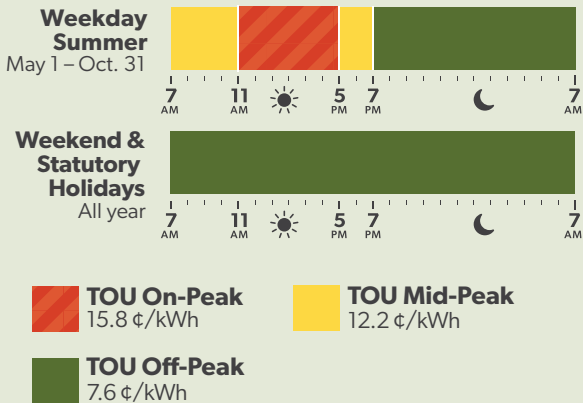 Weekday
Summer
May 1 – Oct. 31
7 AM 11 AM 5 PM 7 PM 7 AM
Weekend &
Statutory
Holidays
All year
7 AM 11 AM 5 PM 7 PM 7 AM
TOU On-Peak
15.8 ¢/kWh
TOU Mid-Peak
12.2 ¢/kWh
TOU Off-Peak
7.6 ¢/kWh